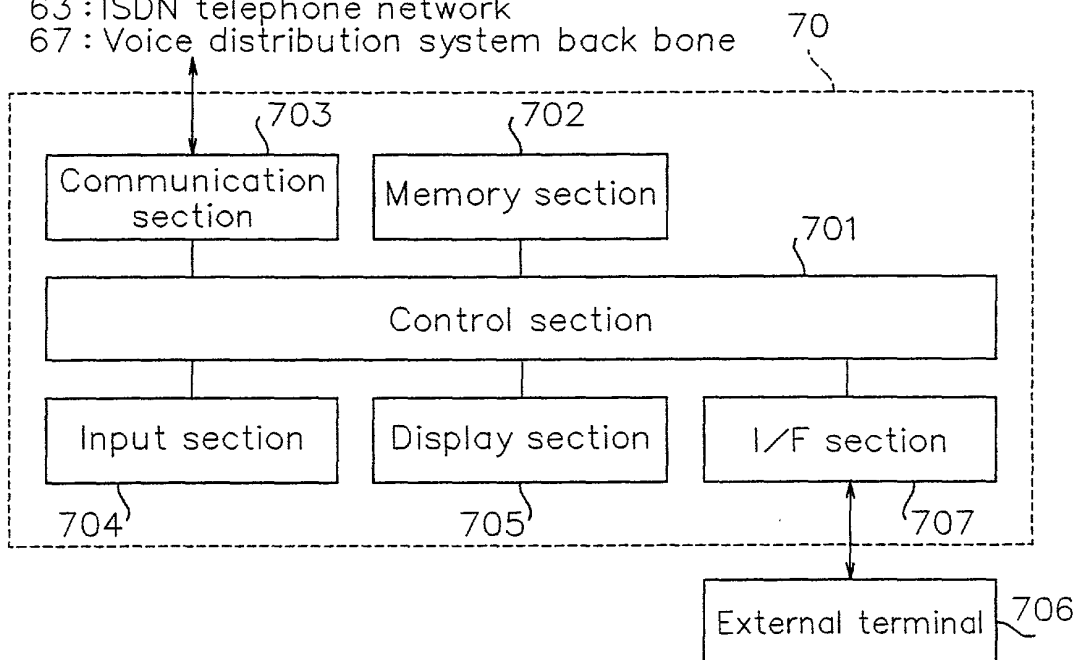 63 : ISDN telephone network
67 : Voice distribution system back bone
70
703
702
Communication
section
Memory section
701
Control section
Input section
Display section
I/F section
704
705
707
External terminal
706